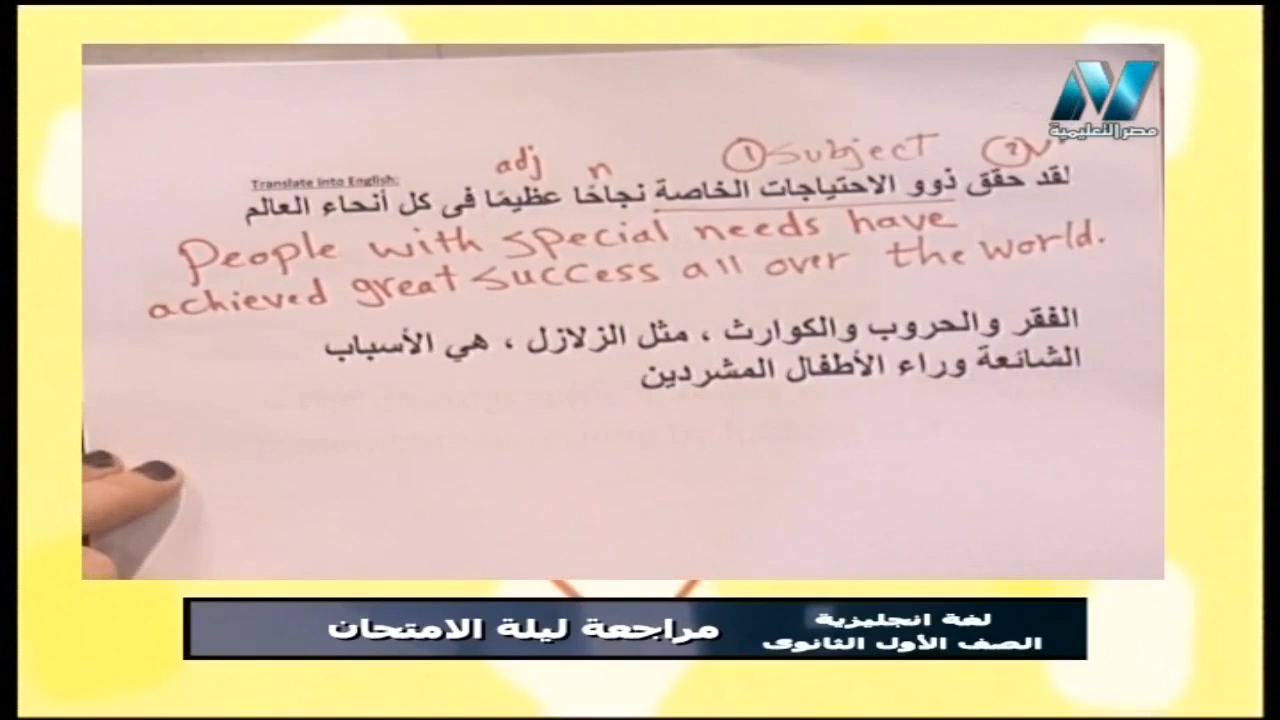 مصر التعليمية
adj n ① Subject ② v.
Translate into English:
لقد حقق ذوو الاحتياجات الخاصة نجاحًا عظيمًا فى كل أنحاء العالم
People with special needs have
achieved great success all over the world.
الفقر والحروب والكوارث ، مثل الزلازل ، هي الأسباب
الشائعة وراء الأطفال المشردين
لغة انجليزية
الصف الأول الثانوى
مراجعة ليلة الامتحان